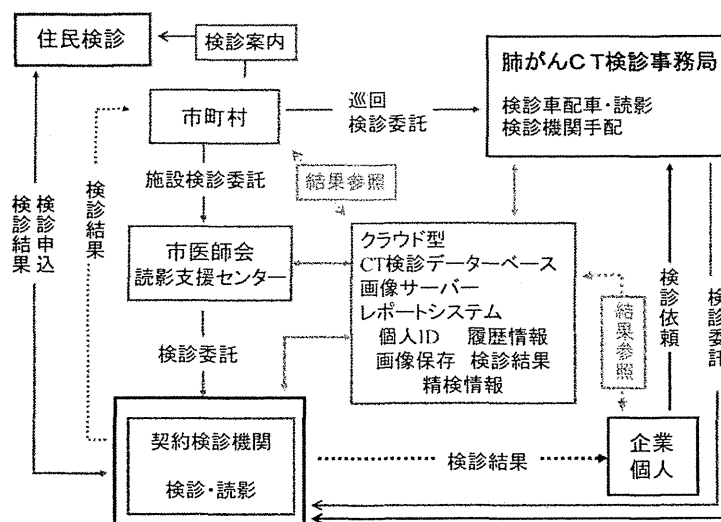 住民検診
検診案内
肺がんCT検診事務局
検診車配車・読影
検診機関手配
市町村
巡回
検診委託
施設検診委託
結果参照
検診申込
検診結果
検診結果
市医師会
読影支援センター
クラウド型
CT検診データーベース
画像サーバー
レポートシステム
個人ID 履歴情報
画像保存 検診結果
精検情報
検診委託
結果参照
検診依頼
検診委託
契約検診機関
検診・読影
検診結果
企業
個人